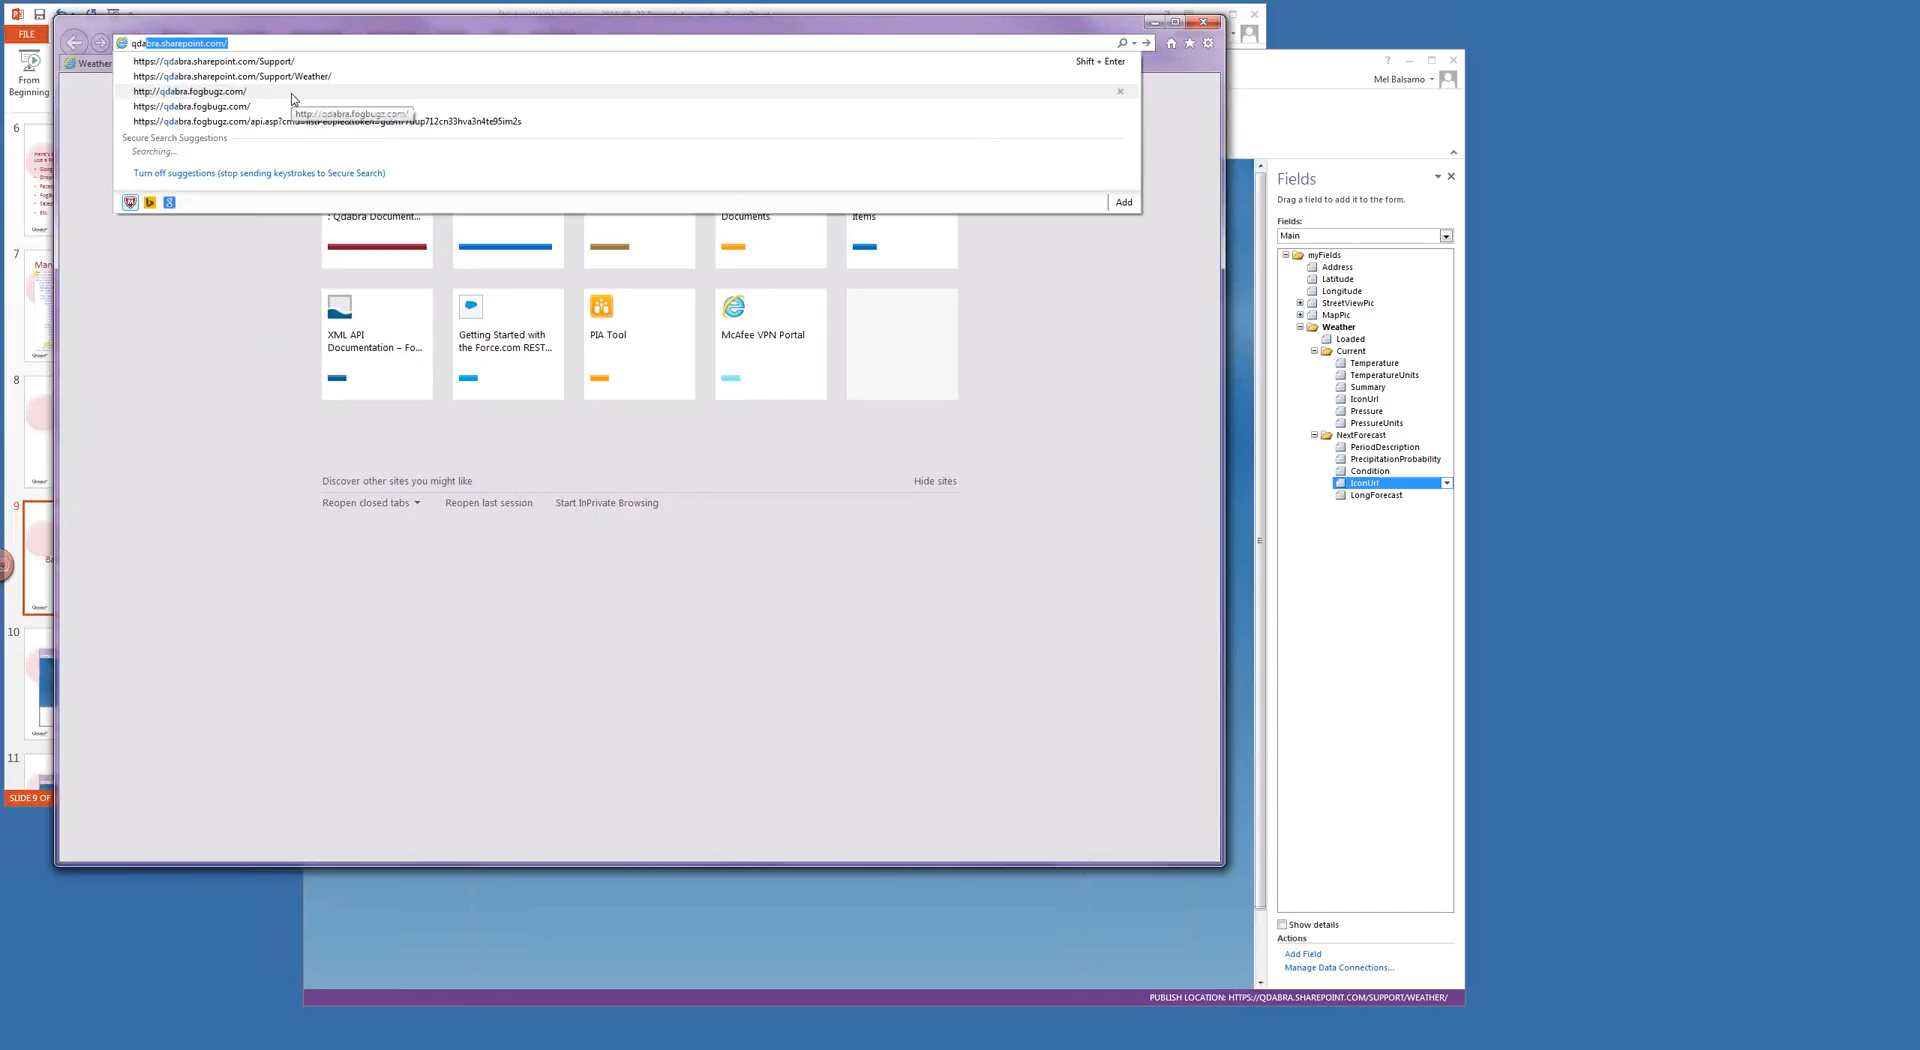 FILE
From
Beginning
qdabra.sharepoint.com/
Weather
https://qdabra.sharepoint.com/Support/
Shift + Enter
https://qdabra.sharepoint.com/Support/Weather/
http://qdabra.fogbugz.com/
https://qdabra.fogbugz.com/
http://qdabra.fogbugz.com/
Secure Search Suggestions
Searching...
Turn off suggestions (stop sending keystrokes to Secure Search)
Add
: Qdabra Document...
Documents
Items
XML API
Documentation – Fo...
Getting Started with
the Force.com REST...
PIA Tool
McAfee VPN Portal
Discover other sites you might like
Hide sites
Reopen closed tabs
Reopen last session
Start InPrivate Browsing
6
7
8
9
10
11
SLIDE 9 OF
Mel Balsamo
Fields
Drag a field to add it to the form.
Fields:
Main
myFields
Address
Latitude
Longitude
StreetViewPic
MapPic
Weather
Loaded
Current
Temperature
TemperatureUnits
Summary
IconUrl
Pressure
PressureUnits
NextForecast
PeriodDescription
PrecipitationProbability
Condition
IconUrl
LongForecast
Show details
Actions
Add Field
Manage Data Connections...
PUBLISH LOCATION: HTTPS://QDABRA.SHAREPOINT.COM/SUPPORT/WEATHER/